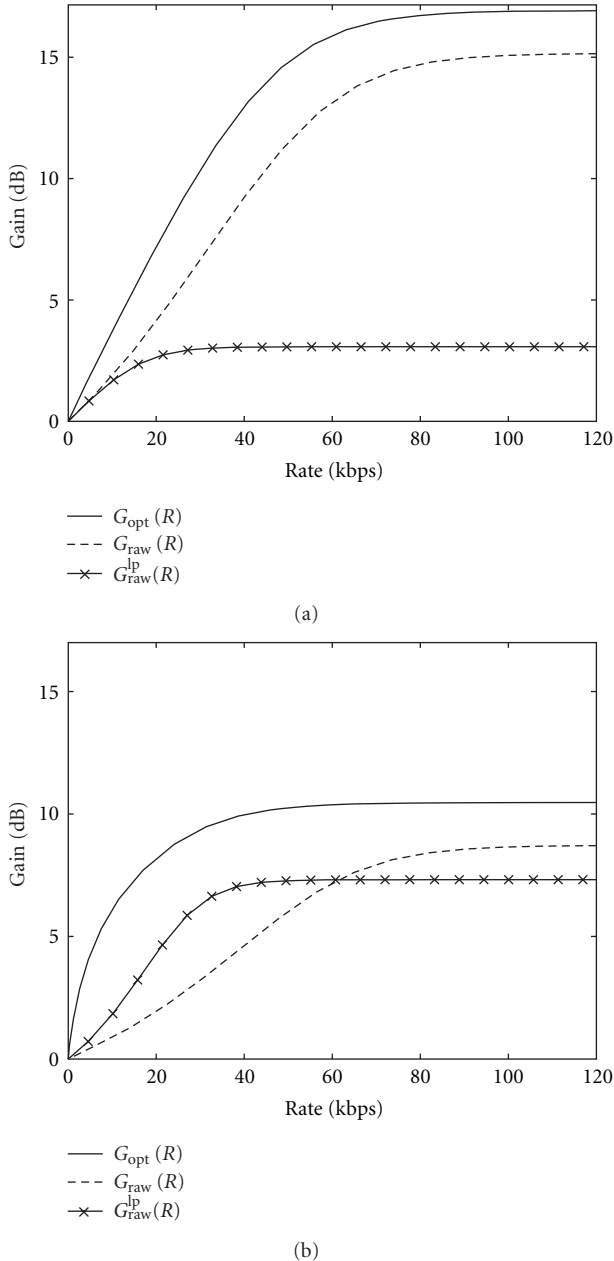 15
10
5
0
Gain (dB)
0 20 40 60 80 100 120
Rate (kbps)
G_opt (R)
G_raw (R)
G_raw^lp (R)
(a)
15
10
5
0
Gain (dB)
0 20 40 60 80 100 120
Rate (kbps)
G_opt (R)
G_raw (R)
G_raw^lp (R)
(b)